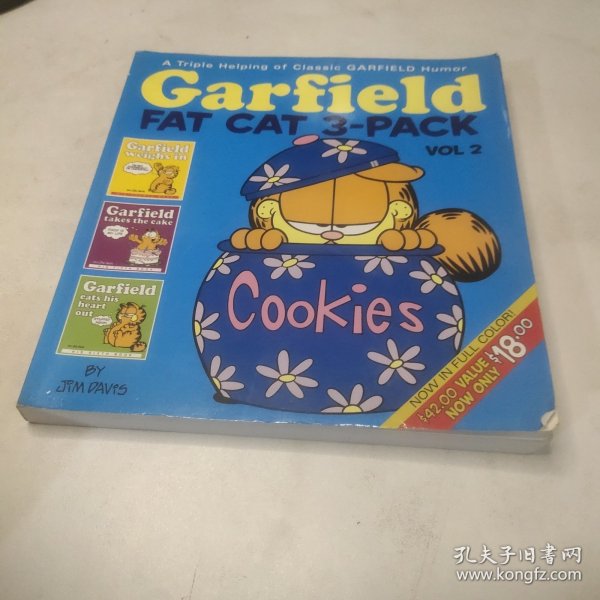 A Triple Helping of Classic GARFIELD Humor
Garfield
FAT CAT 3-PACK
VOL 2
Garfield
weighs in
Garfield
takes the cake
Garfield
eats his
heart
out
Cookies
BY
JIM DAVIS
NOW IN FULL COLOR!
$42.00 VALUE
NOW ONLY $18.00
孔夫子旧书网
www.kongfz.com